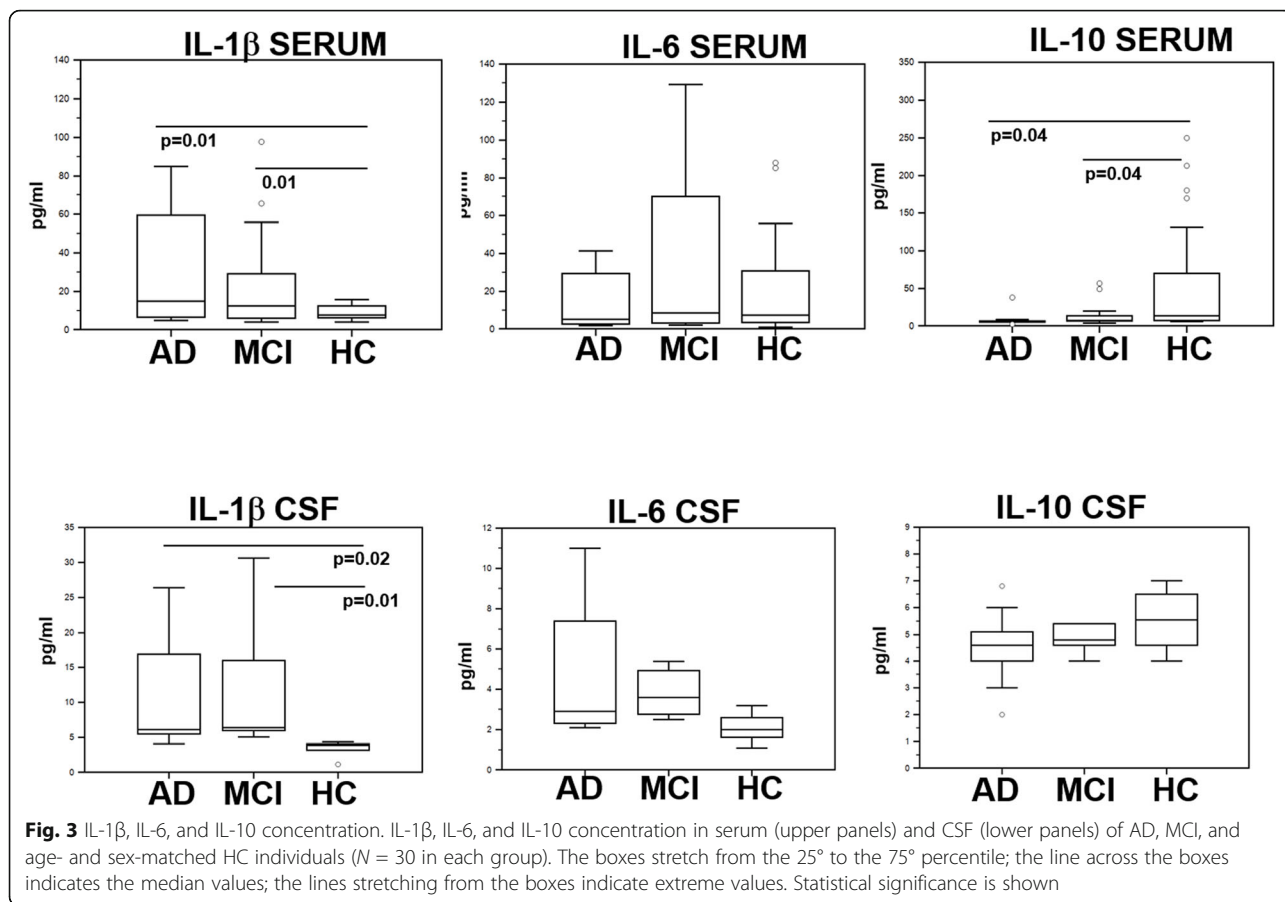 IL-1β SERUM
140
120
100
80
60
40
20
0
pg/ml
p=0.01
0.01
AD MCI HC
IL-6 SERUM
140
120
100
80
60
40
20
0
pg/ml
AD MCI HC
IL-10 SERUM
350
300
250
200
150
100
50
0
pg/ml
p=0.04
p=0.04
AD MCI HC
IL-1β CSF
35
30
25
20
15
10
5
0
pg/ml
p=0.02
p=0.01
AD MCI HC
IL-6 CSF
12
10
8
6
4
2
0
pg/ml
AD MCI HC
IL-10 CSF
9
8
7
6
5
4
3
2
1
0
pg/ml
AD MCI HC
Fig. 3 IL-1β, IL-6, and IL-10 concentration. IL-1β, IL-6, and IL-10 concentration in serum (upper panels) and CSF (lower panels) of AD, MCI, and
age- and sex-matched HC individuals (N = 30 in each group). The boxes stretch from the 25° to the 75° percentile; the line across the boxes
indicates the median values; the lines stretching from the boxes indicate extreme values. Statistical significance is shown